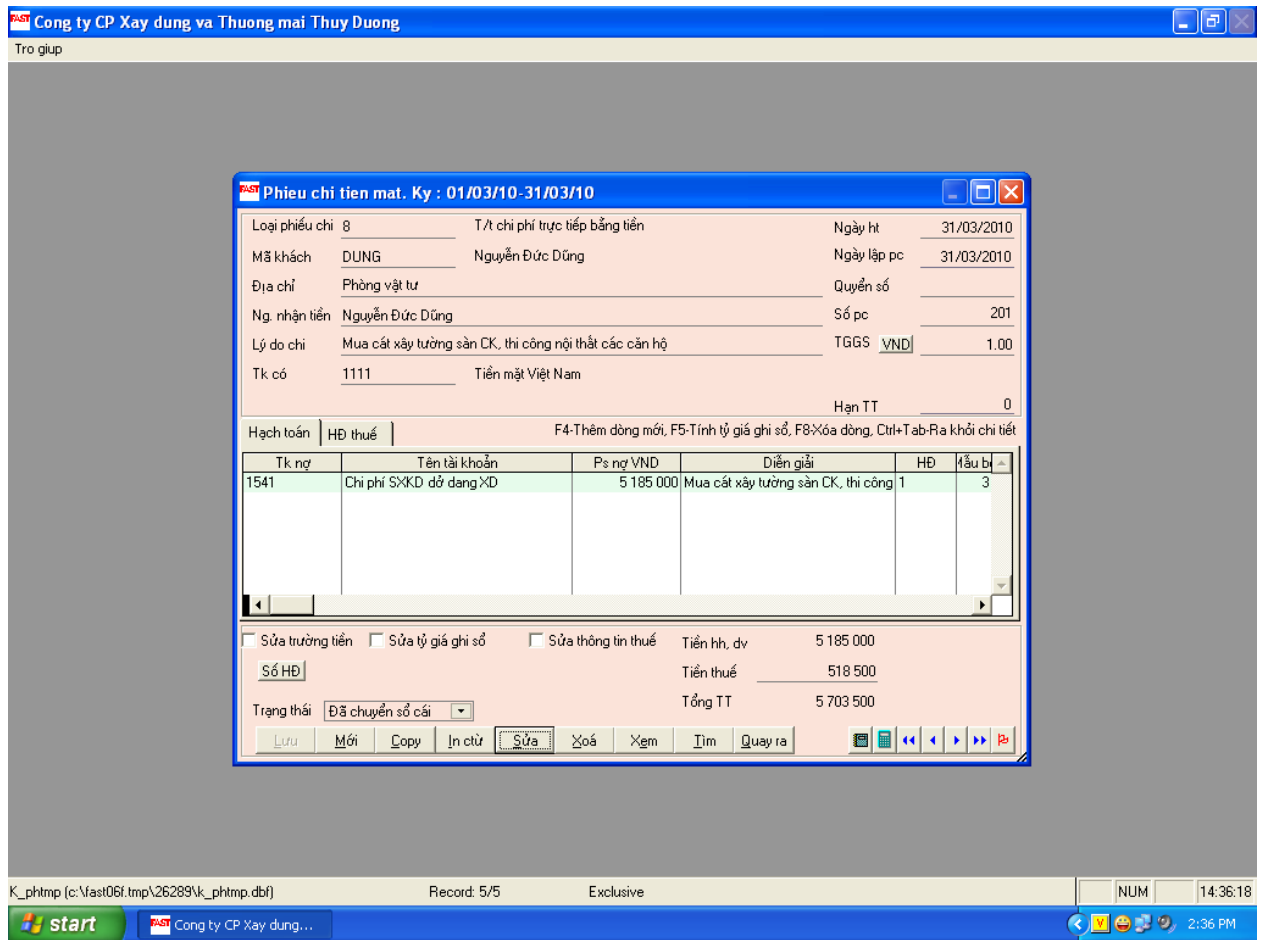 FAST Cong ty CP Xay dung va Thuong mai Thuy Duong
Tro giup
FAST Phieu chi tien mat. Ky : 01/03/10-31/03/10
Loại phiếu chi 8 T/t chi phí trực tiếp bằng tiền Ngày ht 31/03/2010
Mã khách DUNG Nguyễn Đức Dũng Ngày lập pc 31/03/2010
Địa chỉ Phòng vật tư Quyển số
Ng. nhận tiền Nguyễn Đức Dũng Số pc 201
Lý do chi Mua cát xây tường sàn CK, thi công nội thất các căn hộ TGGS VND 1.00
Tk có 1111 Tiền mặt Việt Nam
Hạn TT 0
Hạch toán HĐ thuế F4-Thêm dòng mới, F5-Tính tỷ giá ghi sổ, F8-Xóa dòng, Ctrl+Tab-Ra khỏi chi tiết
Tk nợ Tên tài khoản Ps nợ VND Diễn giải HĐ
1541 Chi phí SXKD dở dang XD 5 185 000 Mua cát xây tường sàn CK, thi công 1 3
Sửa trường tiền Sửa tỷ giá ghi sổ Sửa thông tin thuế Tiền hh, dv 5 185 000
Số HĐ Tiền thuế 518 500
Trạng thái Đã chuyển sổ cái Tổng TT 5 703 500
Lưu Mới Copy In ctừ Sửa Xoá Xem Tìm Quay ra
K_phtmp (c:\fast06f.tmp\26289\k_phtmp.dbf) Record: 5/5 Exclusive NUM 14:36:18
start FAST Cong ty CP Xay dung... 2:36 PM